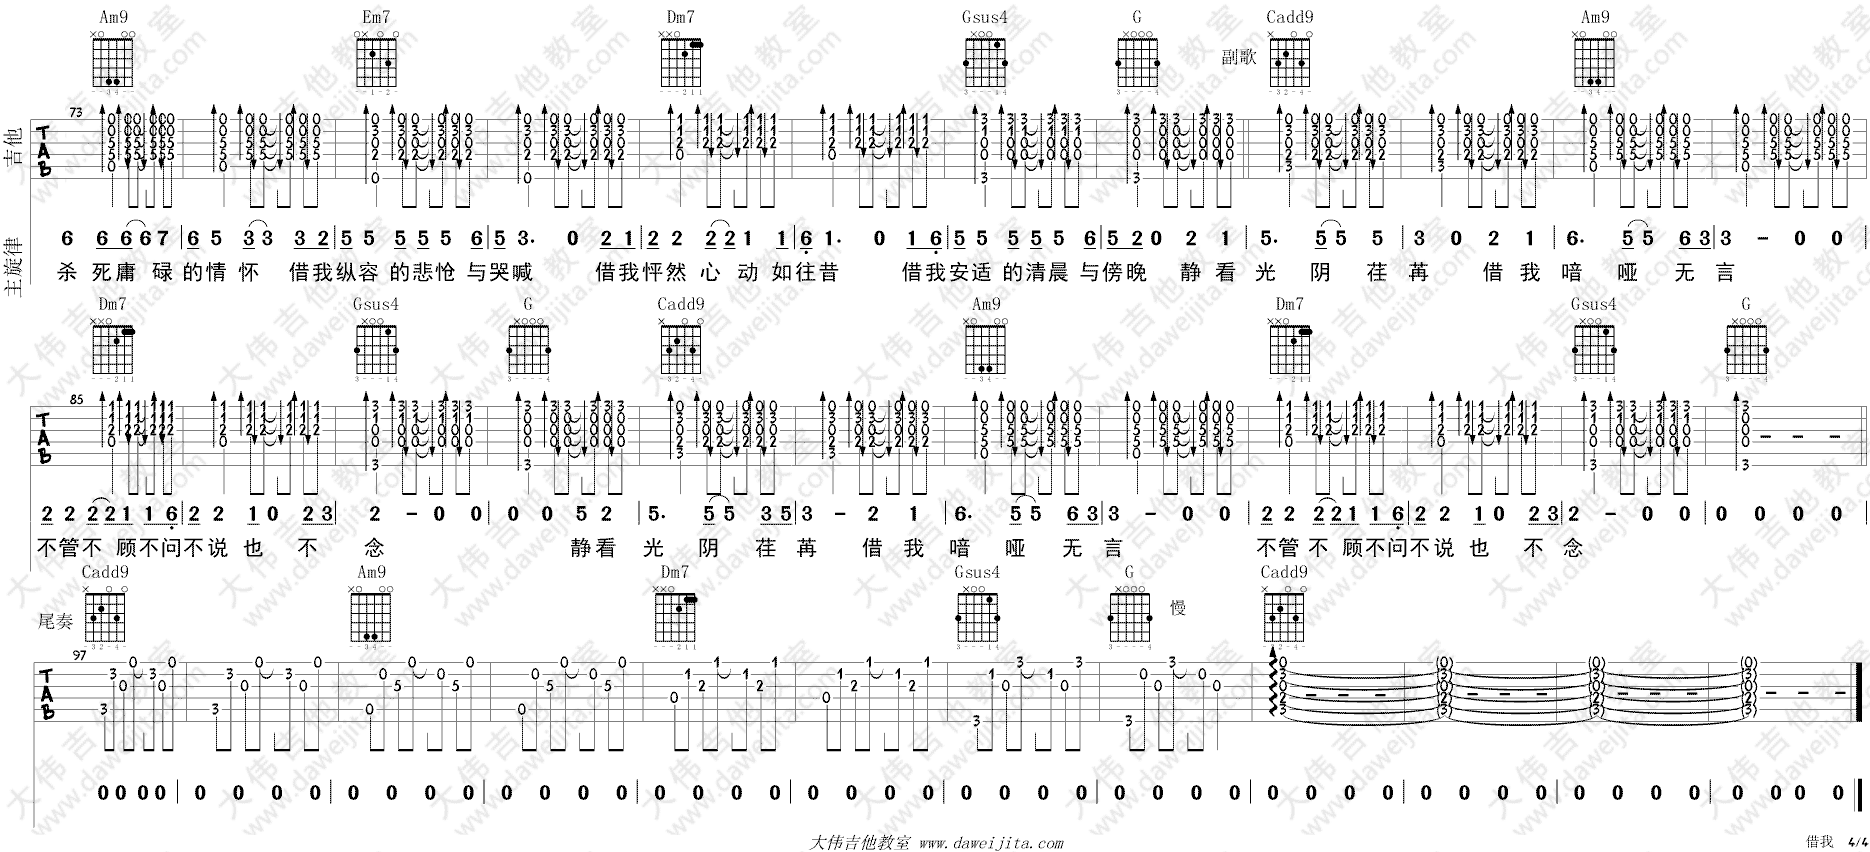 Am9 Em7 Dm7 Gsus4 G 副歌 Cadd9 Am9
73
吉他
TAB
主旋律
6 6 6 6 7 | 6 5 3 3 3 2 | 5 5 5 5 5 6 | 5 3. 0 2 1 | 2 2 2 2 1 1 | 6 1. 0 1 6 | 5 5 5 5 5 6 | 5 2 0 2 1 | 5. 5 5 5 | 3 0 2 1 | 6. 5 5 6 3 | 3 - 0 0
杀 死庸 碌的情 怀 借我纵容的悲怆与哭喊 借我怦然心动如往昔 借我安适的清晨与傍晚 静看光 阴 荏苒 借我喑 哑 无言
Dm7 Gsus4 G Cadd9 Am9 Dm7 Gsus4 G
85
TAB
2 2 2 2 1 1 6 | 2 2 1 0 2 3 | 2 - 0 0 | 0 0 5 2 | 5. 5 5 3 5 | 3 - 2 1 | 6. 5 5 6 3 | 3 - 0 0 | 2 2 2 2 1 1 6 | 2 2 1 0 2 3 | 2 - 0 0 | 0 0 0 0
不管不 顾不问不说也 不 念 静看 光 阴 荏苒 借我 喑 哑 无言 不管不 顾不问不说也 不念
尾奏 Cadd9 Am9 Dm7 Gsus4 G 慢 Cadd9
97
TAB
0 0 0 0 | 0 0 0 0 | 0 0 0 0 | 0 0 0 0 | 0 0 0 0 | 0 0 0 0 | 0 0 0 0 | 0 0 0 0 | 0 0 0 0 | 0 0 0 0 | 0 0 0 0 | 0 0 0 0
大伟吉他教室 www.daweijita.com
借我 4/4